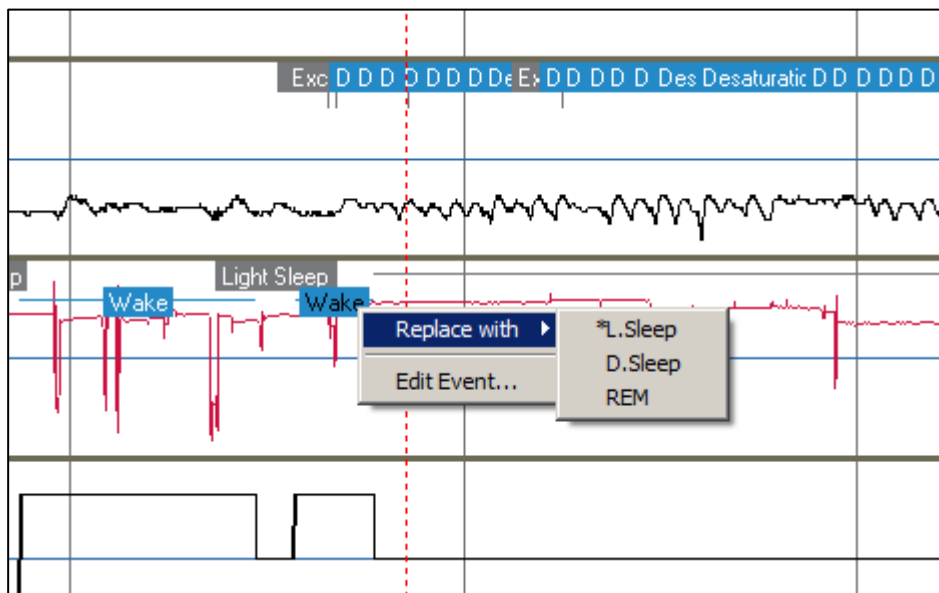 Exc D D D D D D D De Ex D D D D D Des Desaturatic D D D D D D
p Light Sleep
Wake Wake
Replace with *L.Sleep
D.Sleep
Edit Event...
REM